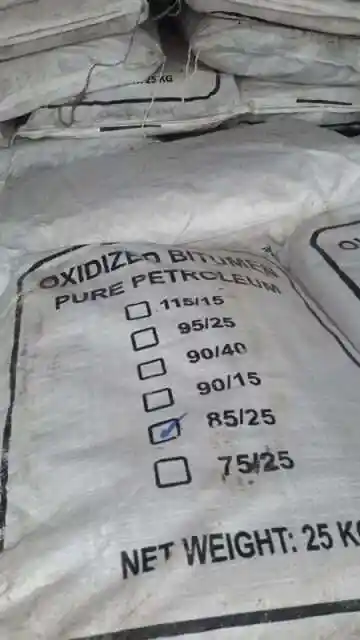 25 KG
OXIDIZED BITUMEN
PURE PETROLEUM
115/15
95/25
90/40
90/15
85/25
75/25
NET WEIGHT: 25 KG